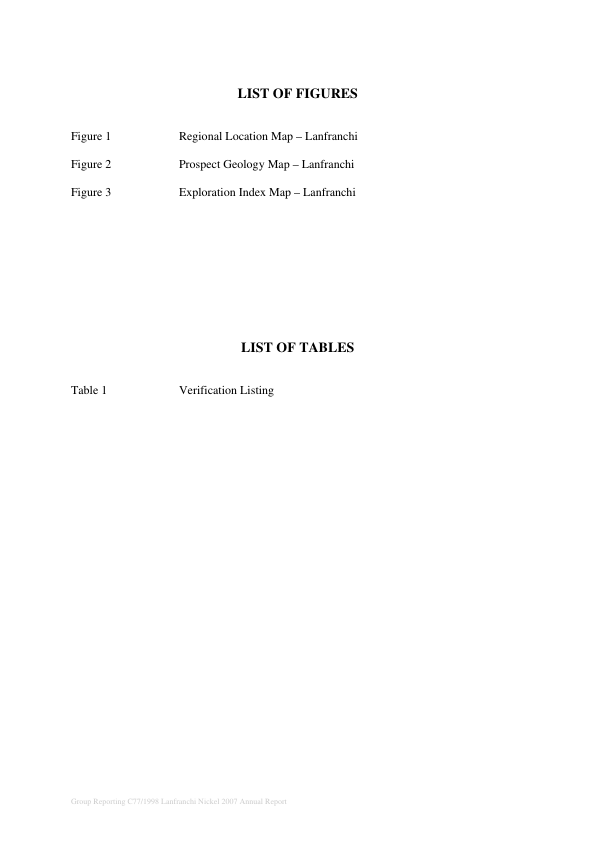 LIST OF FIGURES
Figure 1 Regional Location Map – Lanfranchi
Figure 2 Prospect Geology Map – Lanfranchi
Figure 3 Exploration Index Map – Lanfranchi
LIST OF TABLES
Table 1 Verification Listing
Group Reporting C77/1998 Lanfranchi Nickel 2007 Annual Report